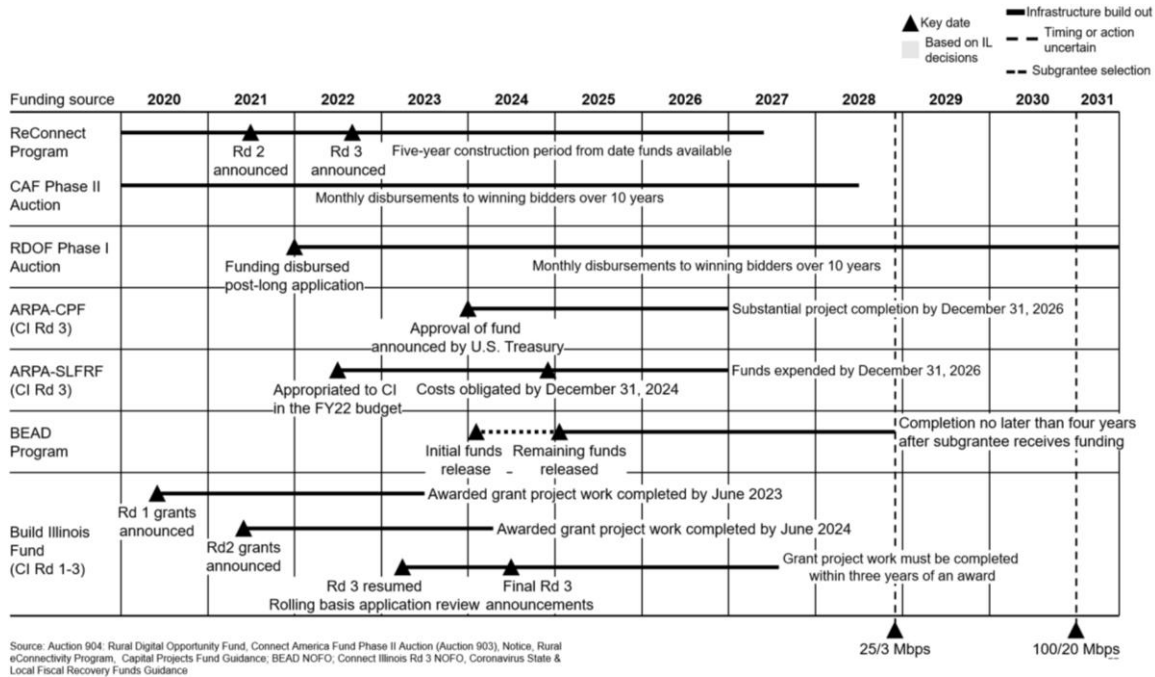 Key date
Infrastructure build out
Based on IL
decisions
Timing or action
uncertain
Subgrantee selection
Funding source 2020 2021 2022 2023 2024 2025 2026 2027 2028 2029 2030 2031
ReConnect
Program
Rd 2
announced
Rd 3
announced
Five-year construction period from date funds available
CAF Phase II
Auction
Monthly disbursements to winning bidders over 10 years
RDOF Phase I
Auction
Funding disbursed
post-long application
Monthly disbursements to winning bidders over 10 years
ARPA-CPF
(CI Rd 3)
Approval of fund
announced by U.S. Treasury
Substantial project completion by December 31, 2026
ARPA-SLFRF
(CI Rd 3)
Appropriated to CI
in the FY22 budget
Costs obligated by December 31, 2024
Funds expended by December 31, 2026
BEAD
Program
Initial funds
release
Remaining funds
released
Completion no later than four years
after subgrantee receives funding
Build Illinois
Fund
(CI Rd 1-3)
Rd 1 grants
announced
Awarded grant project work completed by June 2023
Rd2 grants
announced
Awarded grant project work completed by June 2024
Rd 3 resumed
Rolling basis application review
Final Rd 3
announcements
Grant project work must be completed
within three years of an award
25/3 Mbps
100/20 Mbps
Source: Auction 904: Rural Digital Opportunity Fund, Connect America Fund Phase II Auction (Auction 903), Notice, Rural
eConnectivity Program, Capital Projects Fund Guidance; BEAD NOFO; Connect Illinois Rd 3 NOFO, Coronavirus State &
Local Fiscal Recovery Funds Guidance